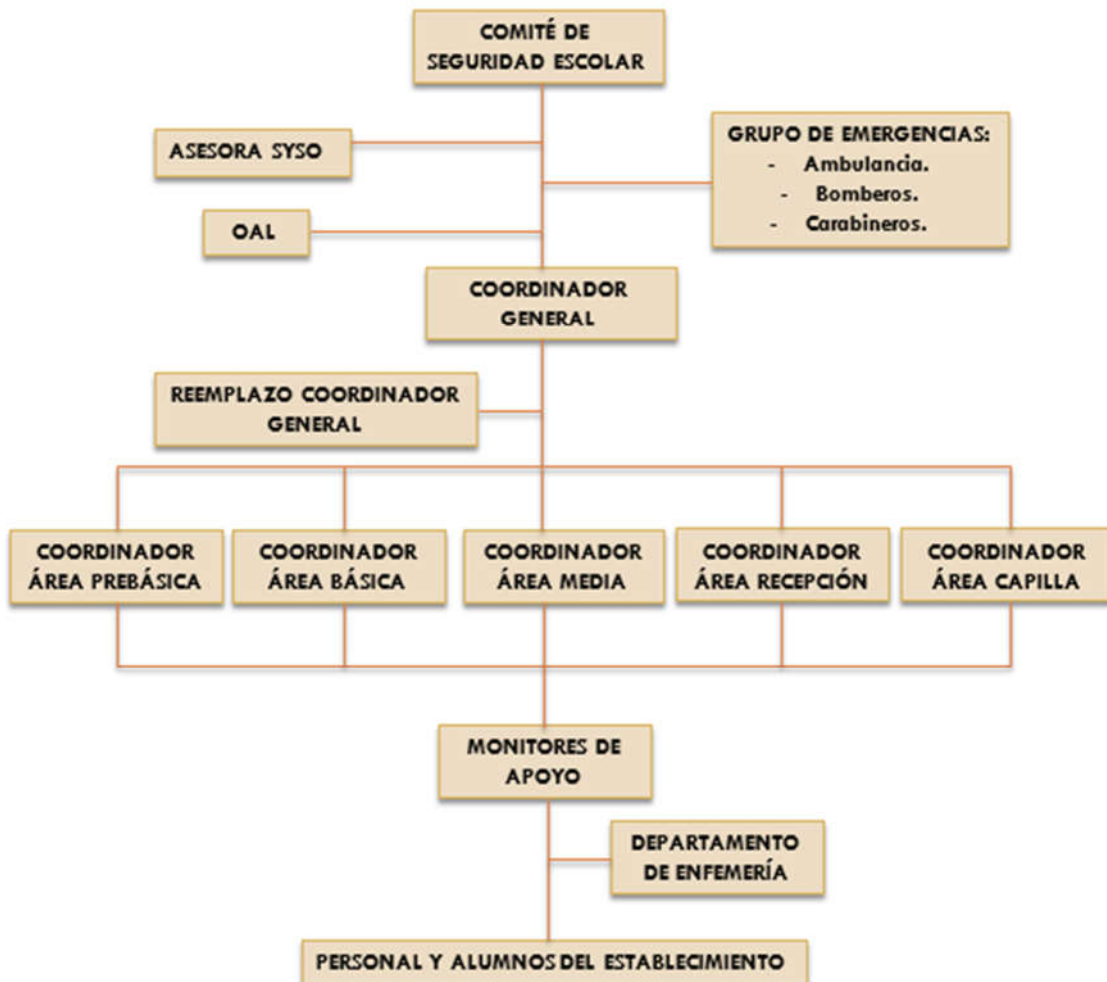 COMITÉ DE
SEGURIDAD ESCOLAR
ASESORA SYSO
GRUPO DE EMERGENCIAS:
- Ambulancia.
- Bomberos.
- Carabineros.
OAL
COORDINADOR
GENERAL
REEMPLAZO COORDINADOR
GENERAL
COORDINADOR
ÁREA PREBÁSICA
COORDINADOR
ÁREA BÁSICA
COORDINADOR
ÁREA MEDIA
COORDINADOR
ÁREA RECEPCIÓN
COORDINADOR
ÁREA CAPILLA
MONITORES DE
APOYO
DEPARTAMENTO
DE ENFEMERÍA
PERSONAL Y ALUMNOS DEL ESTABLECIMIENTO